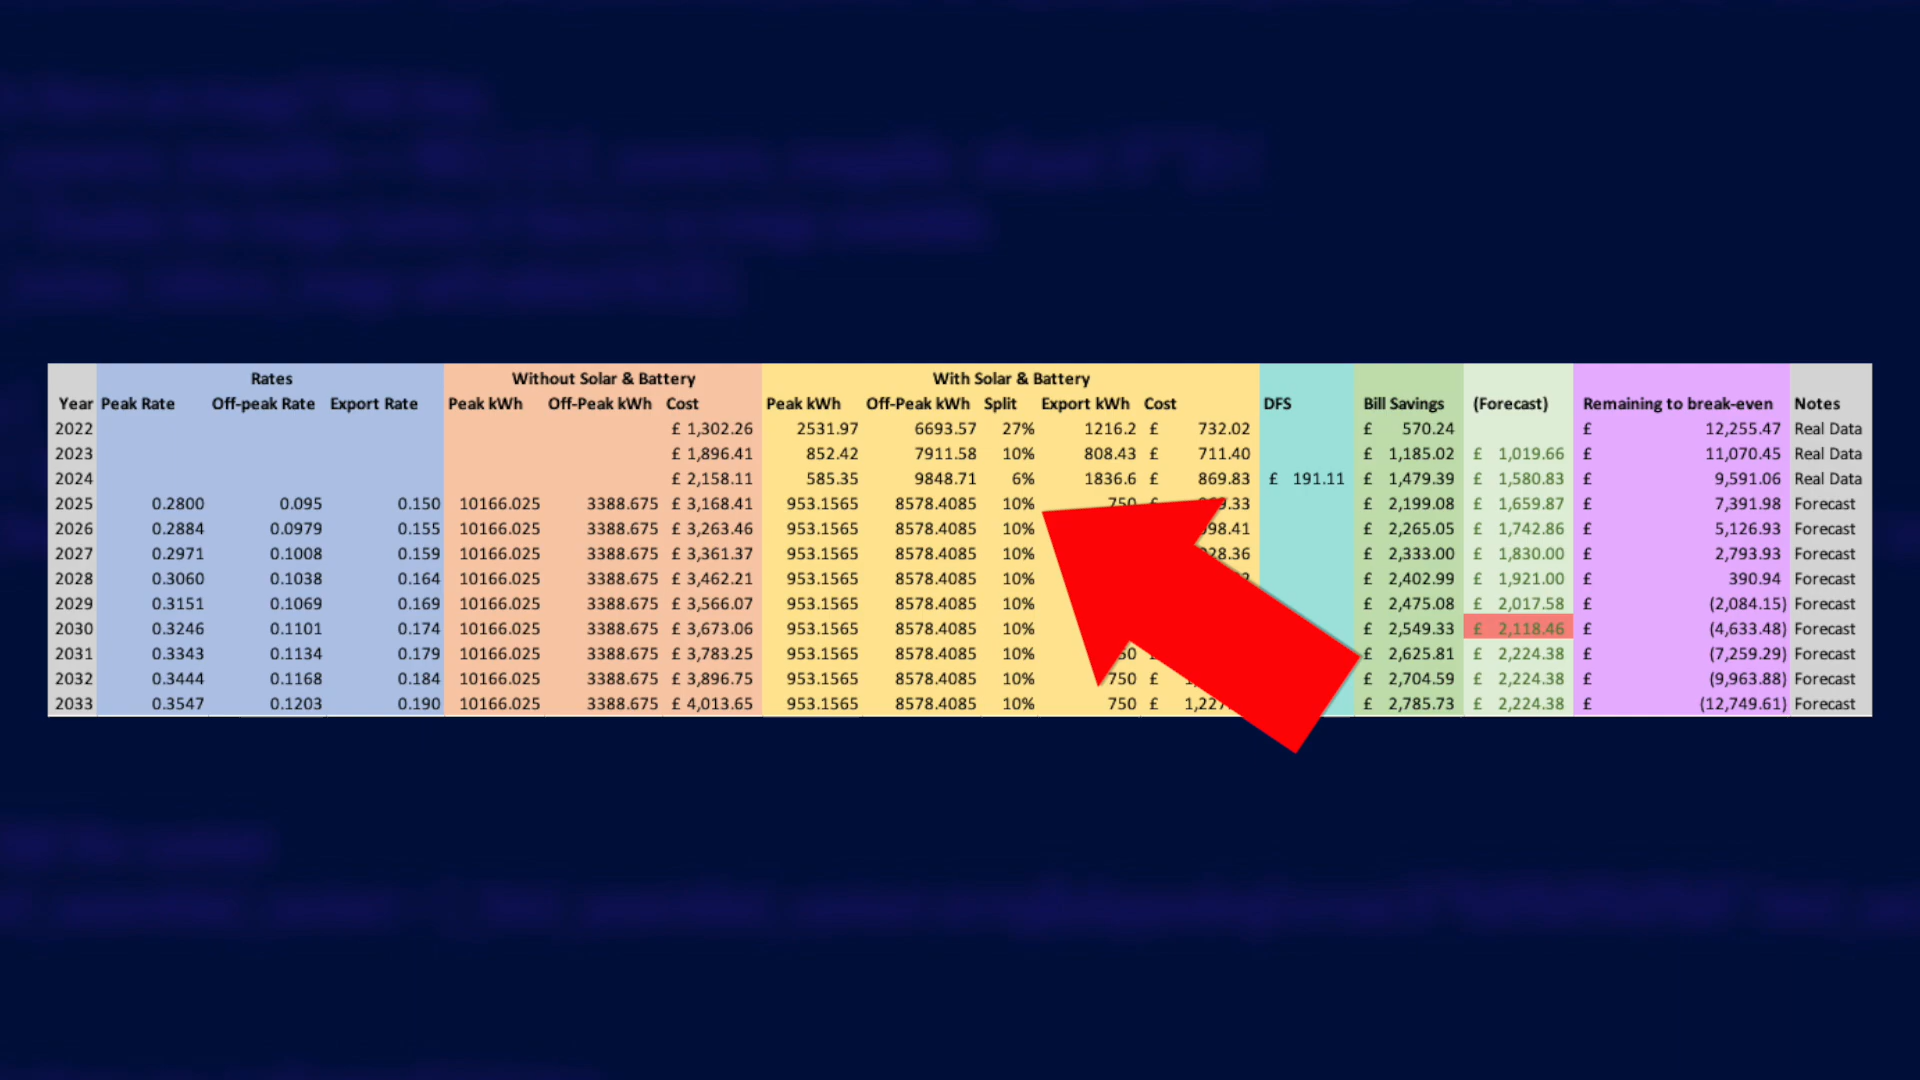 Rates Without Solar & Battery With Solar & Battery
Year Peak Rate Off-peak Rate Export Rate Peak kWh Off-Peak kWh Cost Peak kWh Off-Peak kWh Split Export kWh Cost DFS Bill Savings (Forecast) Remaining to break-even Notes
2022 £ 1,302.26 2531.97 6693.57 27% 1216.2 £ 732.02 £ 570.24 £ 12,255.47 Real Data
2023 £ 1,896.41 852.42 7911.58 10% 808.43 £ 711.40 £ 1,185.02 £ 1,019.66 £ 11,070.45 Real Data
2024 £ 2,158.11 585.35 9848.71 6% 1836.6 £ 869.83 £ 191.11 £ 1,479.39 £ 1,580.83 £ 9,591.06 Real Data
2025 0.2800 0.095 0.150 10166.025 3388.675 £ 3,168.41 953.1565 8578.4085 10% 750 £ 2,199.08 £ 1,659.87 £ 7,391.98 Forecast
2026 0.2884 0.0979 0.155 10166.025 3388.675 £ 3,263.46 953.1565 8578.4085 10% £ 2,265.05 £ 1,742.86 £ 5,126.93 Forecast
2027 0.2971 0.1008 0.159 10166.025 3388.675 £ 3,361.37 953.1565 8578.4085 10% £ 2,333.00 £ 1,830.00 £ 2,793.93 Forecast
2028 0.3060 0.1038 0.164 10166.025 3388.675 £ 3,462.21 953.1565 8578.4085 10% £ 2,402.99 £ 1,921.00 £ 390.94 Forecast
2029 0.3151 0.1069 0.169 10166.025 3388.675 £ 3,566.07 953.1565 8578.4085 10% £ 2,475.08 £ 2,017.58 £ (2,084.15) Forecast
2030 0.3246 0.1101 0.174 10166.025 3388.675 £ 3,673.06 953.1565 8578.4085 10% £ 2,549.33 £ 2,118.46 £ (4,633.48) Forecast
2031 0.3343 0.1134 0.179 10166.025 3388.675 £ 3,783.25 953.1565 8578.4085 10% £ 2,625.81 £ 2,224.38 £ (7,259.29) Forecast
2032 0.3444 0.1168 0.184 10166.025 3388.675 £ 3,896.75 953.1565 8578.4085 10% 750 £ £ 2,704.59 £ 2,224.38 £ (9,963.88) Forecast
2033 0.3547 0.1203 0.190 10166.025 3388.675 £ 4,013.65 953.1565 8578.4085 10% 750 £ £ 2,785.73 £ 2,224.38 £ (12,749.61) Forecast